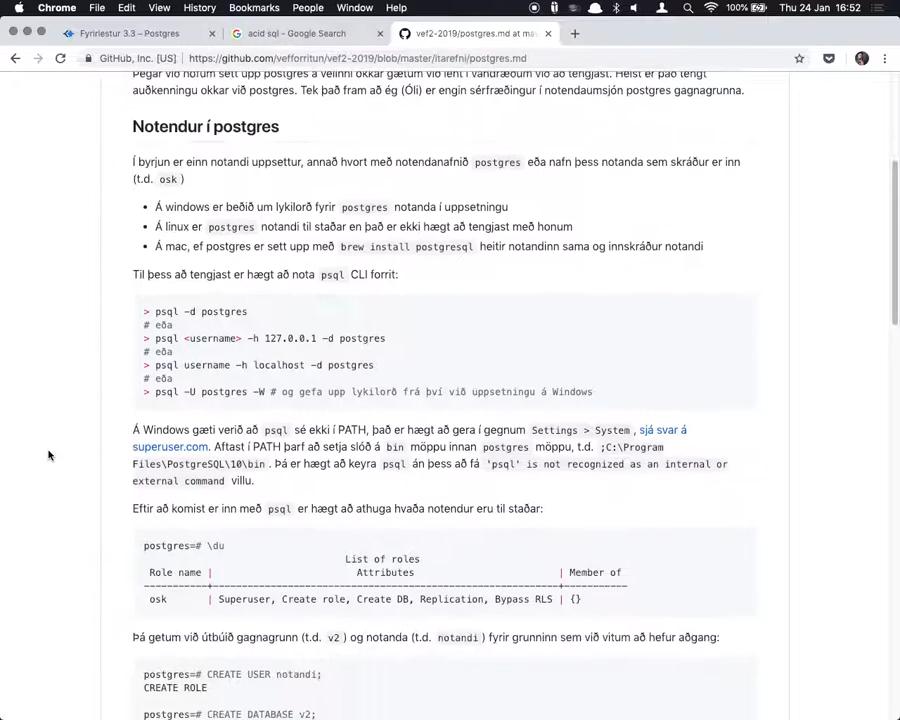 Chrome File Edit View History Bookmarks People Window Help 100% Thu 24 Jan 16:52
Fyrirlestur 3.3 – Postgres acid sql - Google Search vef2-2019/postgres.md at ma
GitHub, Inc. [US] https://github.com/vefforritun/vef2-2019/blob/master/itarefni/postgres.md
Þegar við höfum sett upp postgres á vélinni okkar gætum við lent í vandræðum við að tengjast. Helst er það tengt
auðkenningu okkar við postgres. Tek það fram að ég (Óli) er engin sérfræðingur í notendaumsjón postgres gagnagrunna.
Notendur í postgres
Í byrjun er einn notandi uppsettur, annað hvort með notendanafnið postgres eða nafn þess notanda sem skráður er inn
(t.d. osk )
• Á windows er beðið um lykilorð fyrir postgres notanda í uppsetningu
• Á linux er postgres notandi til staðar en það er ekki hægt að tengjast með honum
• Á mac, ef postgres er sett upp með brew install postgresql heitir notandinn sama og innskráður notandi
Til þess að tengjast er hægt að nota psql CLI forrit:
> psql -d postgres
# eða
> psql <username> -h 127.0.0.1 -d postgres
# eða
> psql username -h localhost -d postgres
# eða
> psql -U postgres -W # og gefa upp lykilorð frá því við uppsetningu á Windows
Á Windows gæti verið að psql sé ekki í PATH, það er hægt að gera í gegnum Settings > System , sjá svar á
superuser.com. Aftast í PATH þarf að setja slóð á bin möppu innan postgres möppu, t.d. ;C:\Program
Files\PostgreSQL\10\bin . Þá er hægt að keyra psql án þess að fá 'psql' is not recognized as an internal or
external command villu.
Eftir að komist er inn með psql er hægt að athuga hvaða notendur eru til staðar:
postgres=# \du
List of roles
Role name | Attributes | Member of
-----------+------------------------------------------------------------+-----------
osk | Superuser, Create role, Create DB, Replication, Bypass RLS | {}
Þá getum við útbúið gagnagrunn (t.d. v2 ) og notanda (t.d. notandi ) fyrir grunninn sem við vitum að hefur aðgang:
postgres=# CREATE USER notandi;
CREATE ROLE
postgres=# CREATE DATABASE v2;